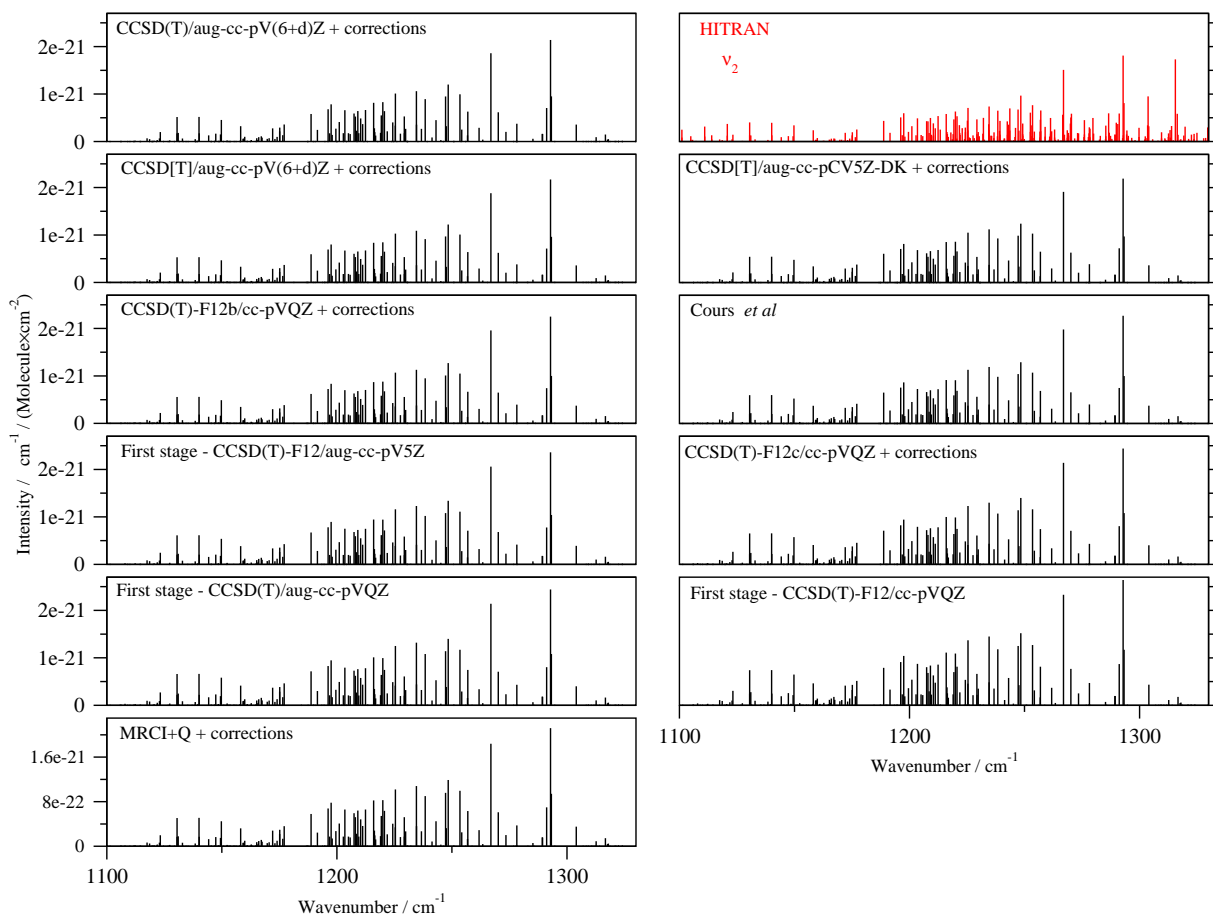 CCSD(T)/aug-cc-pV(6+d)Z + corrections
2e-21
1e-21
0
HITRAN
ν2
CCSD[T]/aug-cc-pV(6+d)Z + corrections
2e-21
1e-21
0
CCSD[T]/aug-cc-pCV5Z-DK + corrections
CCSD(T)-F12b/cc-pVQZ + corrections
2e-21
1e-21
0
Cours et al
First stage - CCSD(T)-F12/aug-cc-pV5Z
2e-21
1e-21
0
CCSD(T)-F12c/cc-pVQZ + corrections
First stage - CCSD(T)/aug-cc-pVQZ
2e-21
1e-21
0
First stage - CCSD(T)-F12/cc-pVQZ
1100 1200 1300
Wavenumber / cm-1
MRCI+Q + corrections
1.6e-21
8e-22
0
1100 1200 1300
Wavenumber / cm-1
Intensity / cm-1 / (Molecule×cm-2)